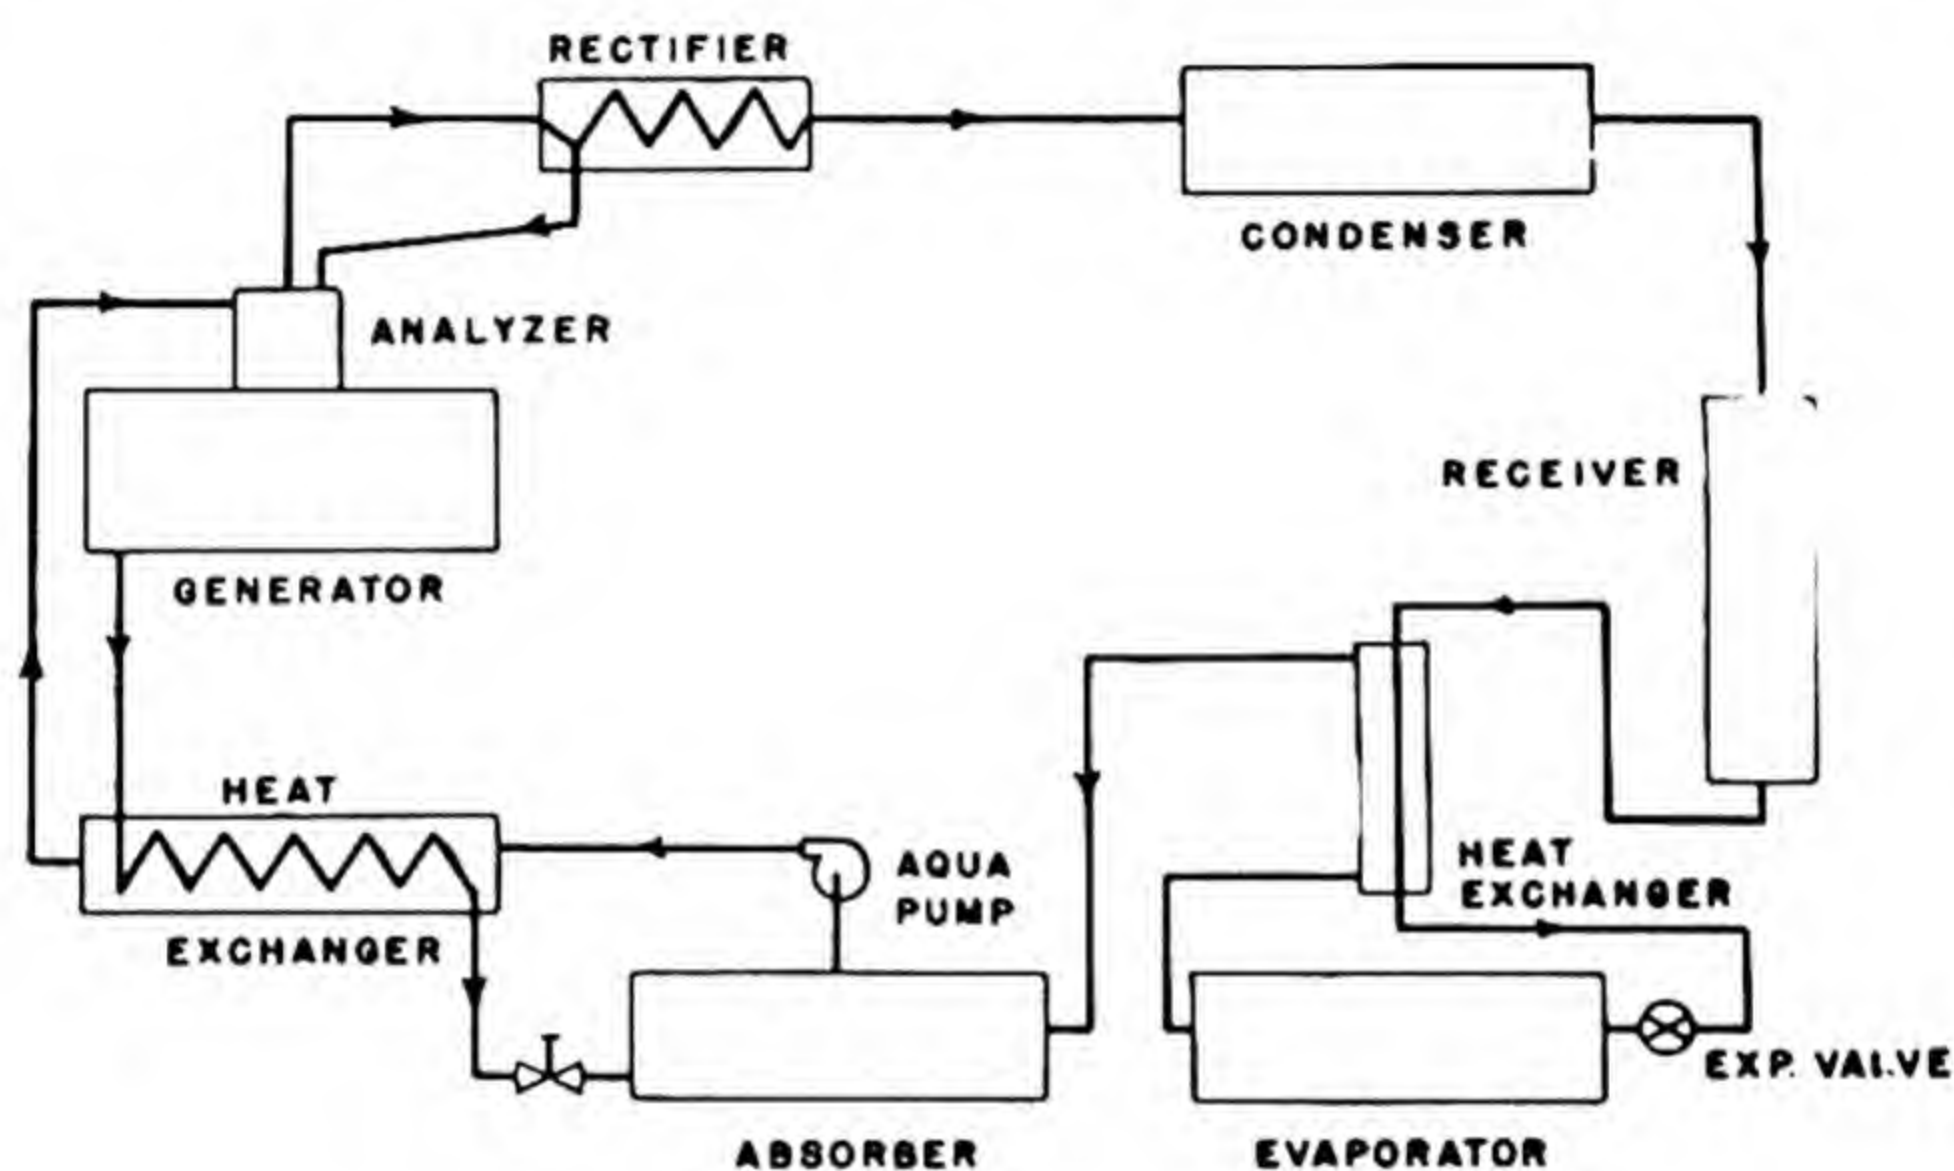 RECTIFIER
CONDENSER
ANALYZER
RECEIVER
GENERATOR
HEAT
EXCHANGER
AQUA
PUMP
HEAT
EXCHANGER
EXP. VALVE
ABSORBER
EVAPORATOR